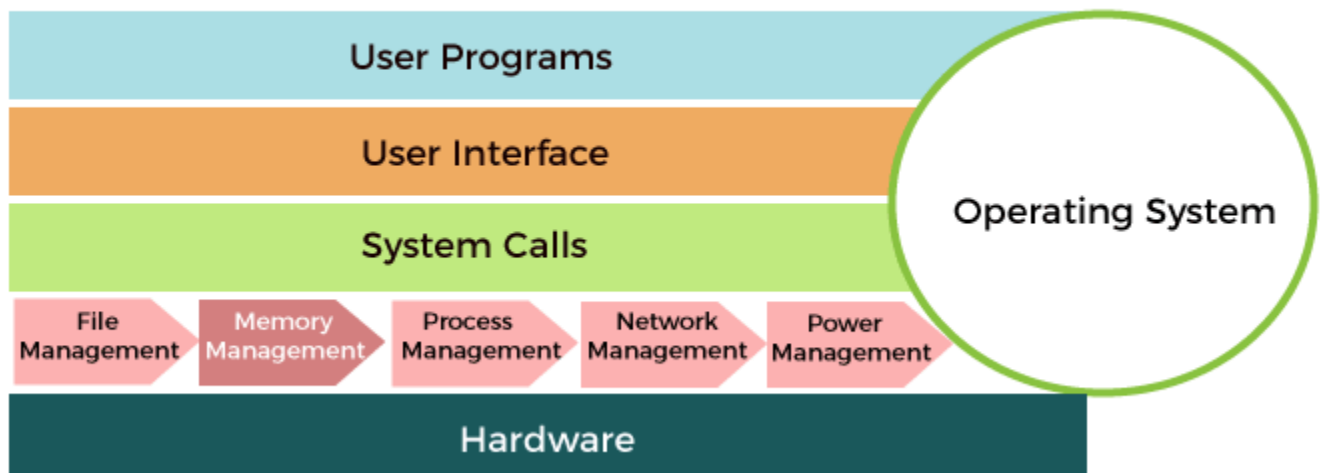 User Programs
User Interface
Operating System
System Calls
File
Management
Memory
Management
Process
Management
Network
Management
Power
Management
Hardware